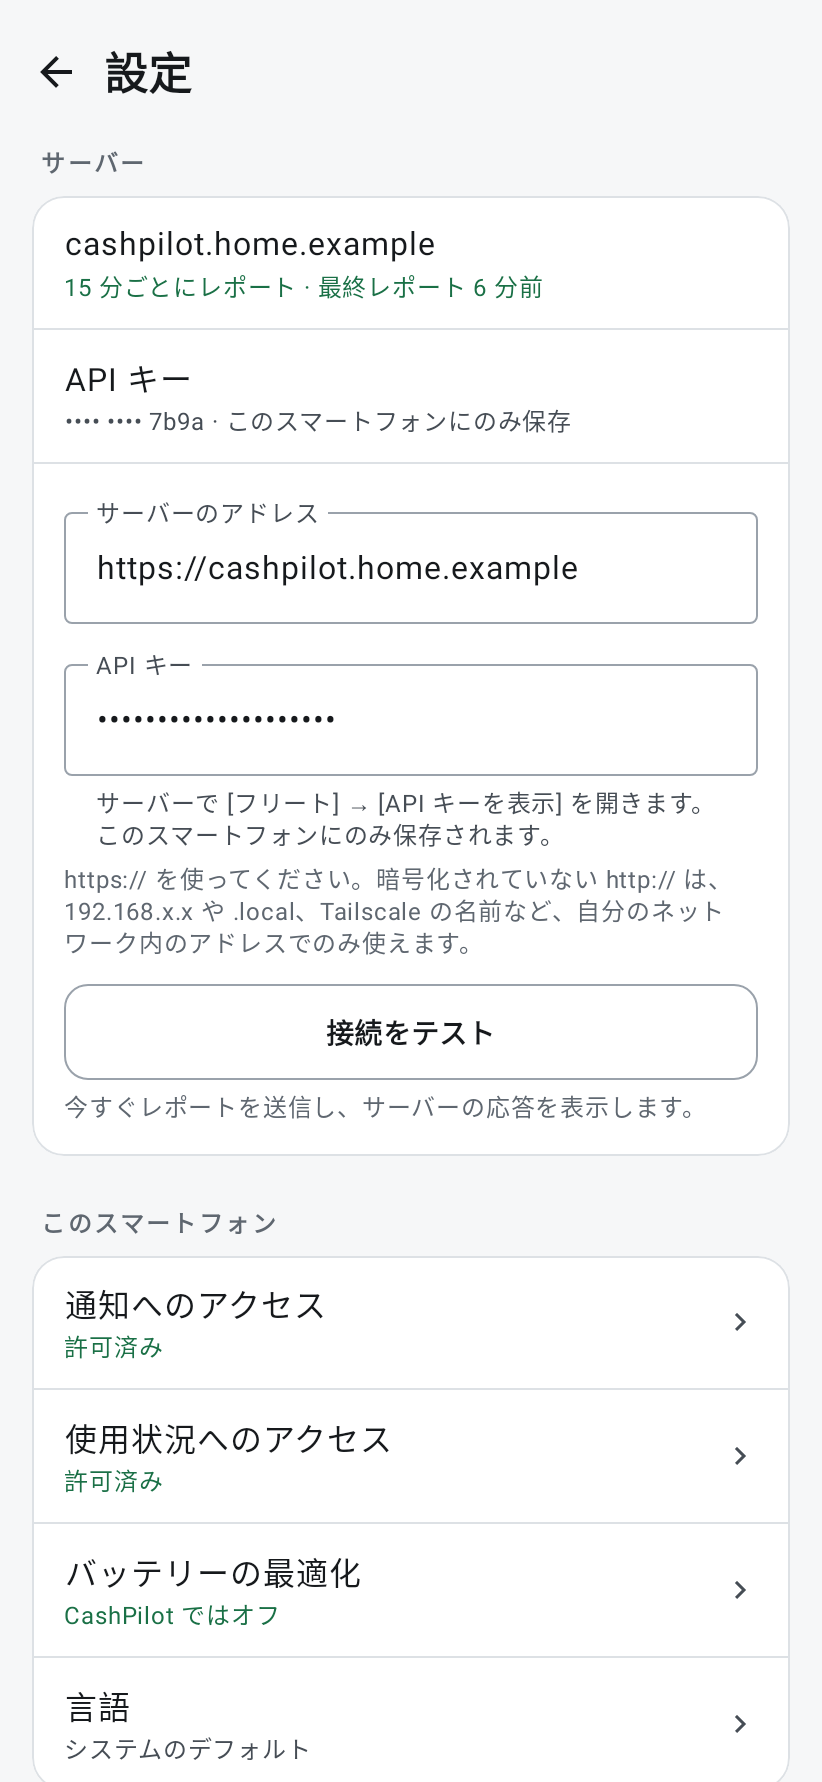 設定
サーバー
cashpilot.home.example
15 分ごとにレポート · 最終レポート 6 分前
API キー
•••• •••• 7b9a · このスマートフォンにのみ保存
サーバーのアドレス
https://cashpilot.home.example
API キー
••••••••••••••••••••
サーバーで [フリート] → [API キーを表示] を開きます。
このスマートフォンにのみ保存されます。
https:// を使ってください。暗号化されていない http:// は、
192.168.x.x や .local、Tailscale の名前など、自分のネット
ワーク内のアドレスでのみ使えます。
接続をテスト
今すぐレポートを送信し、サーバーの応答を表示します。
このスマートフォン
通知へのアクセス
許可済み
使用状況へのアクセス
許可済み
バッテリーの最適化
CashPilot ではオフ
言語
システムのデフォルト